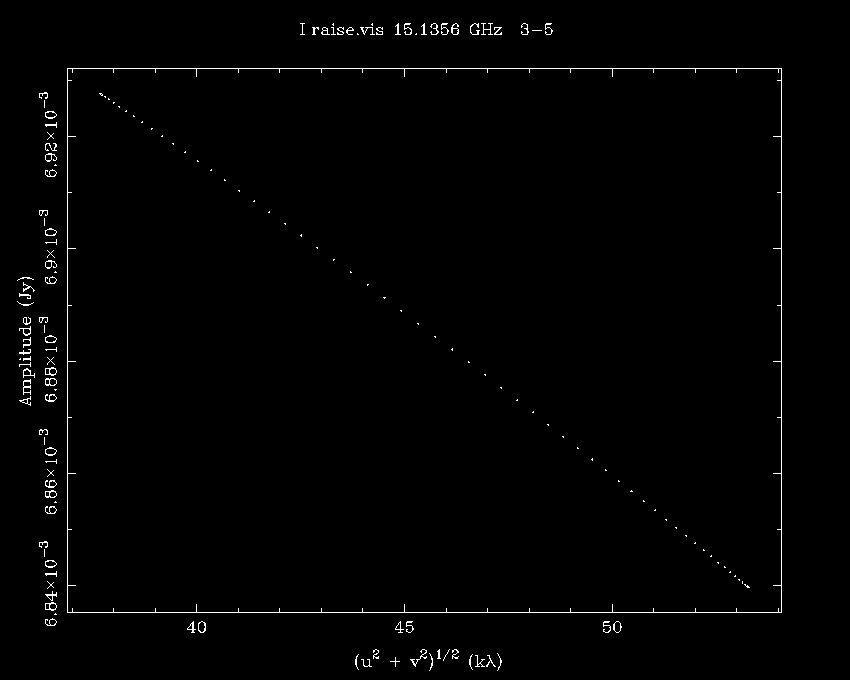 I raise.vis 15.1356 GHz 3−5
Amplitude (Jy)
6.92×10⁻³
6.9×10⁻³
6.88×10⁻³
6.86×10⁻³
6.84×10⁻³
40 45 50
(u² + v²)^1/2 (kλ)